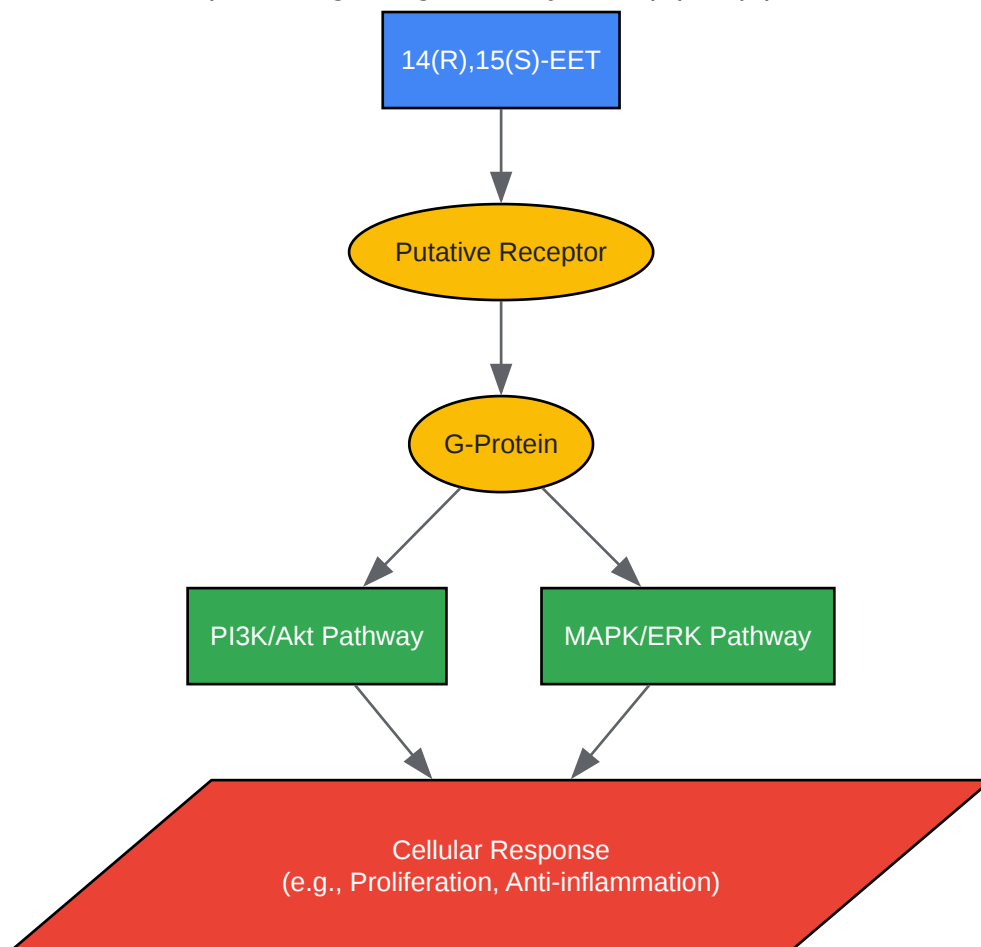 14(R),15(S)-EET
Putative Receptor
G-Protein
PI3K/Akt Pathway
MAPK/ERK Pathway
Cellular Response
(e.g., Proliferation, Anti-inflammation)